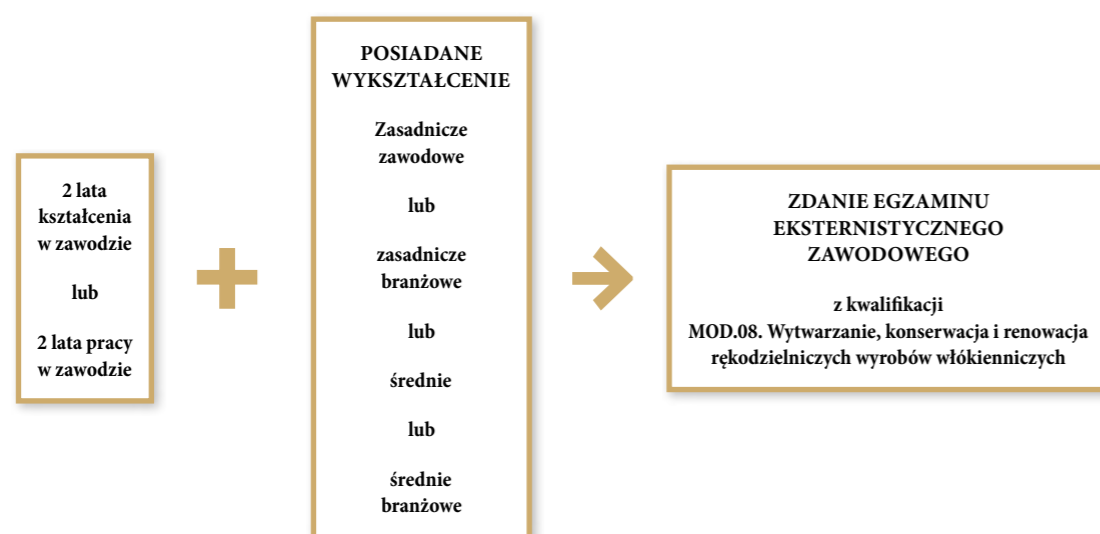 2 lata
kształcenia
w zawodzie
lub
2 lata pracy
w zawodzie
POSIADANE
WYKSZTAŁCENIE
Zasadnicze
zawodowe
lub
zasadnicze
branżowe
lub
średnie
lub
średnie
branżowe
ZDANIE EGZAMINU
EKSTERNISTYCZNEGO
ZAWODOWEGO
z kwalifikacji
MOD.08. Wytwarzanie, konserwacja i renowacja
rękodzielniczych wyrobów włókienniczych